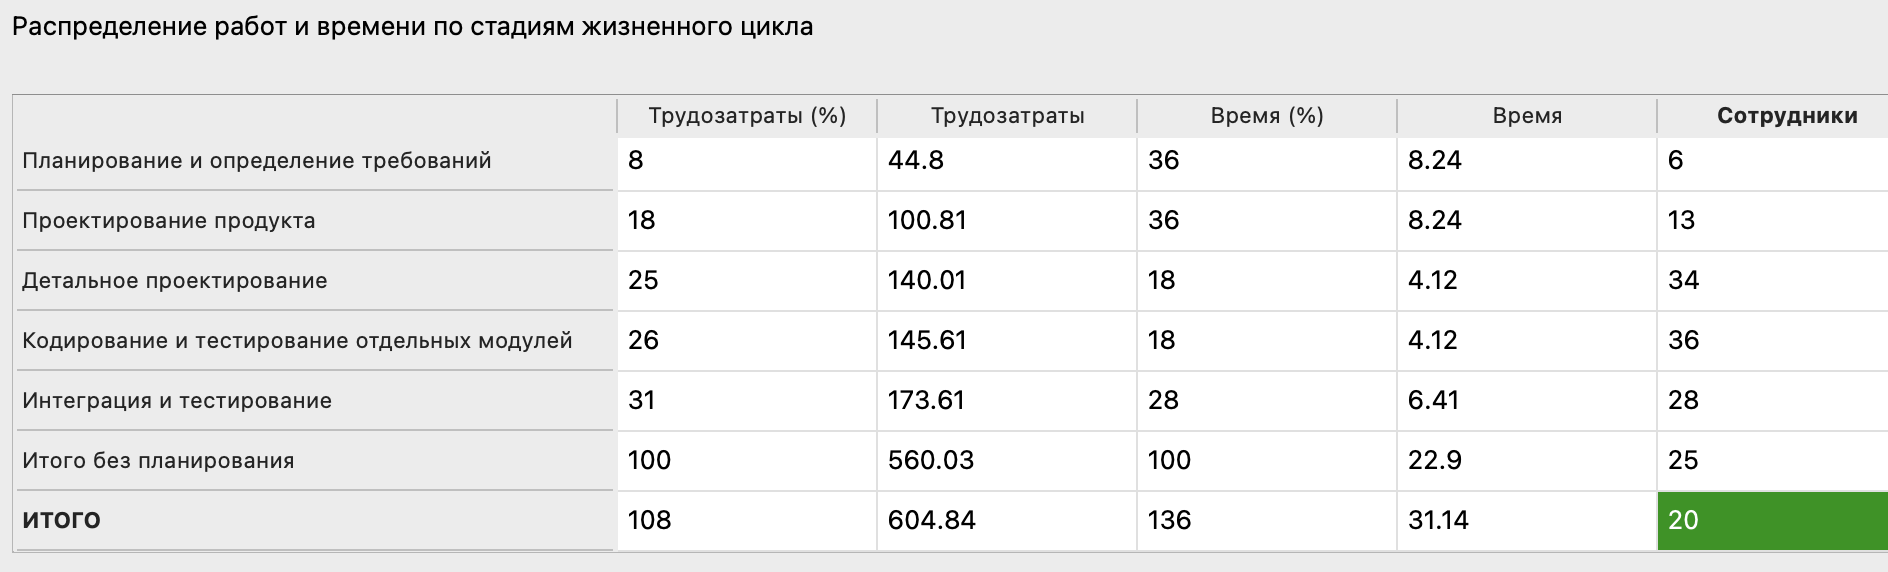 Распределение работ и времени по стадиям жизненного цикла
Трудозатраты (%) Трудозатраты Время (%) Время Сотрудники
Планирование и определение требований 8 44.8 36 8.24 6
Проектирование продукта 18 100.81 36 8.24 13
Детальное проектирование 25 140.01 18 4.12 34
Кодирование и тестирование отдельных модулей 26 145.61 18 4.12 36
Интеграция и тестирование 31 173.61 28 6.41 28
Итого без планирования 100 560.03 100 22.9 25
ИТОГО 108 604.84 136 31.14 20